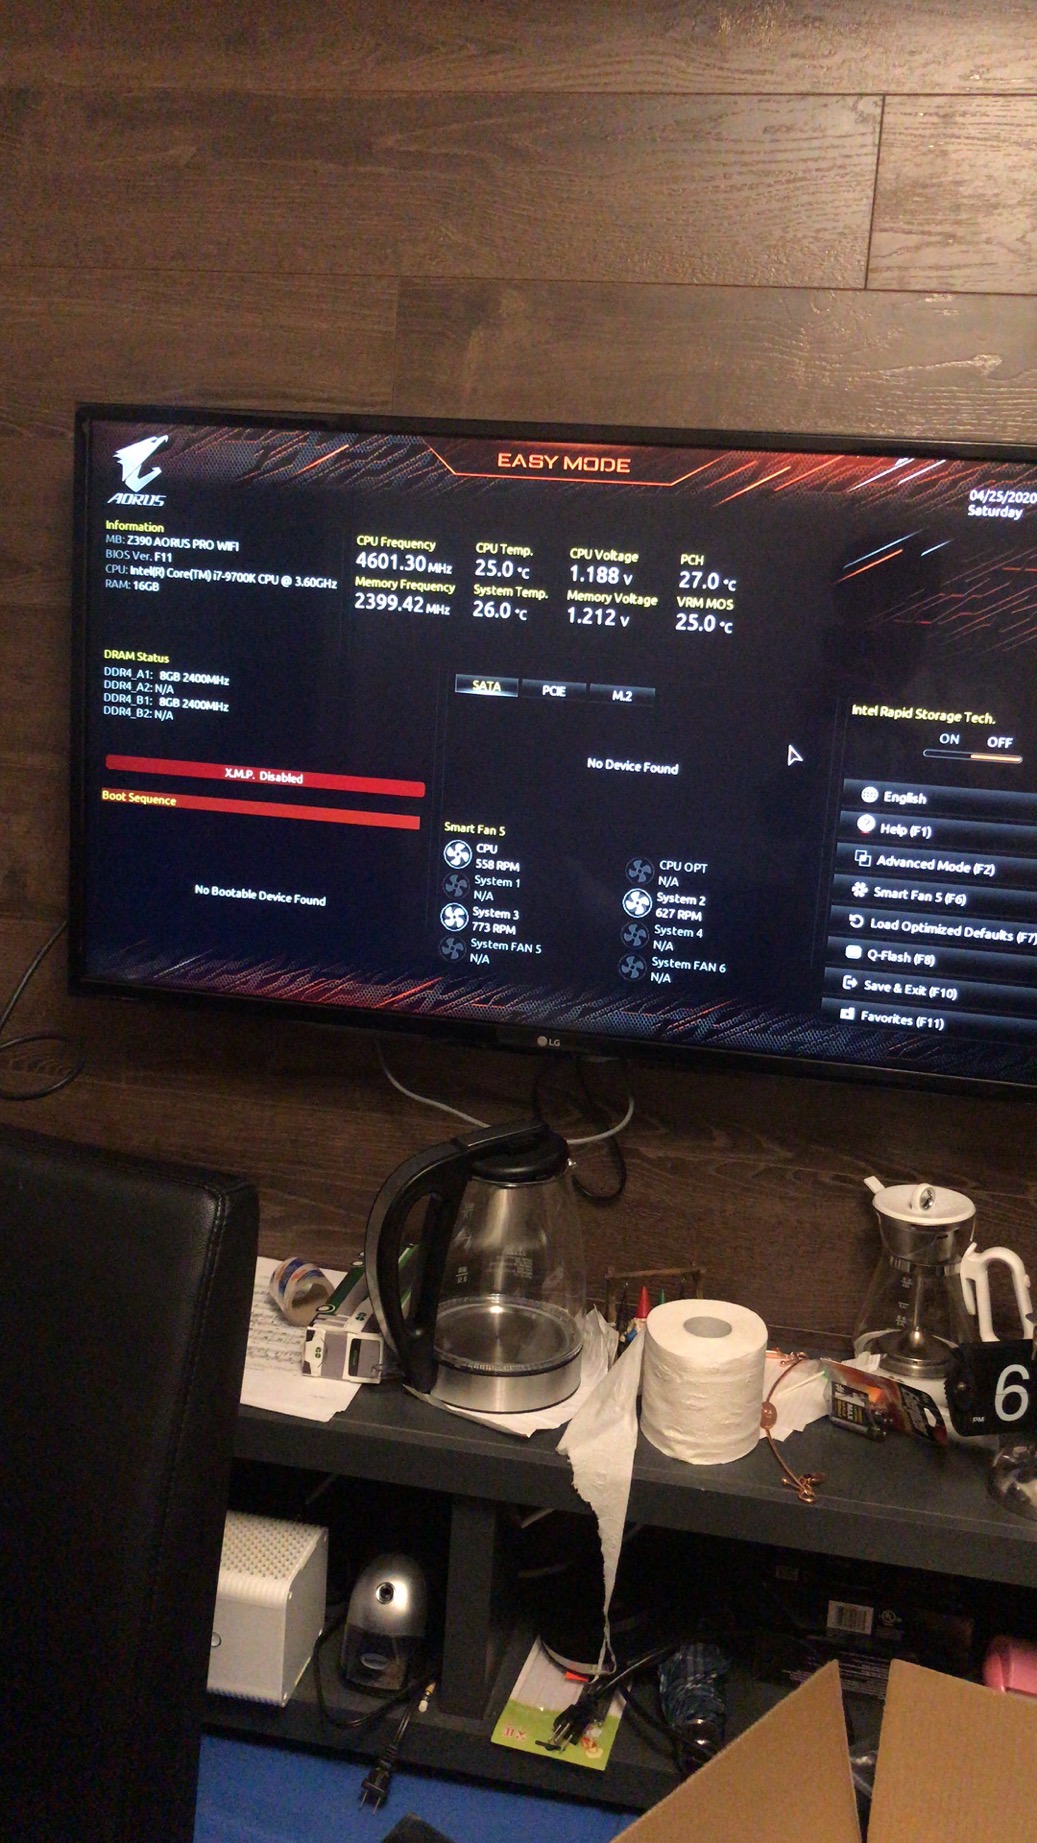 EASY MODE
AORUS
04/25/2020
Saturday
Information
MB: Z390 AORUS PRO WIFI
BIOS Ver. F11
CPU: Intel(R) Core(TM) i7-9700K CPU @ 3.60GHz
RAM: 16GB
CPU Frequency
4601.30 MHz
Memory Frequency
2399.42 MHz
CPU Temp.
25.0 °C
System Temp.
26.0 °C
CPU Voltage
1.188 V
Memory Voltage
1.212 V
PCH
27.0 °C
VRM MOS
25.0 °C
DRAM Status
DDR4_A1: 8GB 2400MHz
DDR4_A2: N/A
DDR4_B1: 8GB 2400MHz
DDR4_B2: N/A
SATA
PCIE
M.2
No Device Found
X.M.P. Disabled
Boot Sequence
No Bootable Device Found
Smart Fan 5
CPU
558 RPM
CPU OPT
N/A
System 1
N/A
System 2
627 RPM
System 3
773 RPM
System 4
N/A
System FAN 5
N/A
System FAN 6
N/A
Intel Rapid Storage Tech.
ON OFF
English
Help (F1)
Advanced Mode (F2)
Smart Fan 5 (F6)
Load Optimized Defaults (F7)
Q-Flash (F8)
Save & Exit (F10)
Favorites (F11)
LG
MAX
PM
6